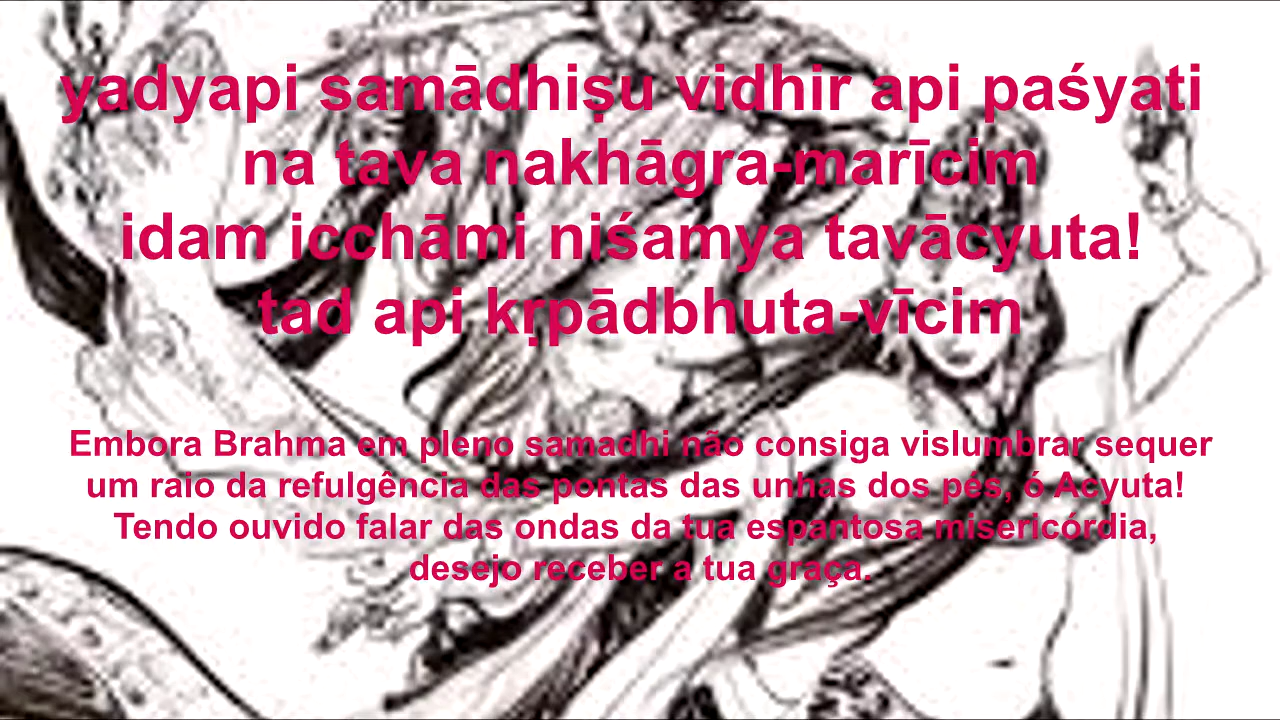 yadyapi samādhiṣu vidhir api paśyati
na tava nakhāgra-marīcim
idam icchāmi niśamya tavācyuta!
tad api kṛpādbhuta-vīcim
Embora Brahma em pleno samadhi não consiga vislumbrar sequer
um raio da refulgência das pontas das unhas dos pés, ó Acyuta!
Tendo ouvido falar das ondas da tua espantosa misericórdia,
desejo receber a tua graça.